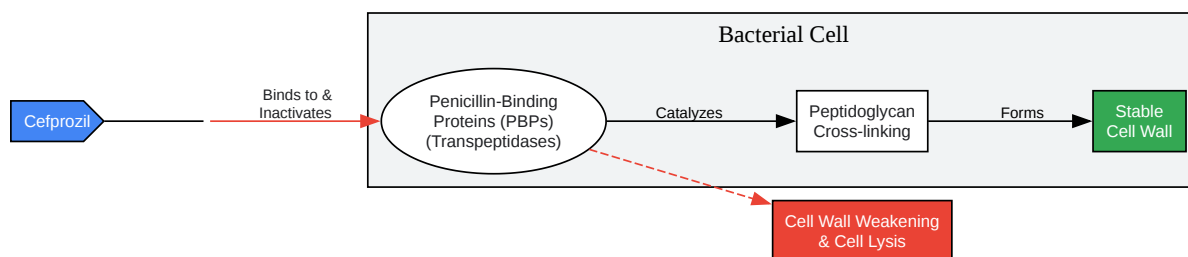 Bacterial Cell
Cefprozil
Binds to &
Inactivates
Penicillin-Binding
Proteins (PBPs)
(Transpeptidases)
Catalyzes
Peptidoglycan
Cross-linking
Forms
Stable
Cell Wall
Cell Wall Weakening
& Cell Lysis